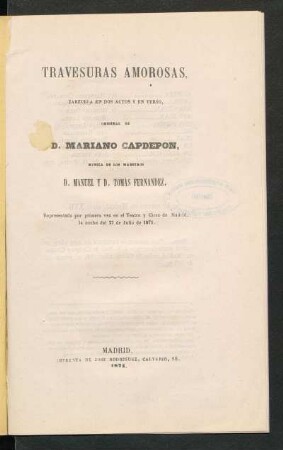 TRAVESURAS AMOROSAS,
ZARZUELA EN DOS ACTOS Y EN VERSO,
ORIGINAL DE
D. MARIANO CAPDEPON,
MÚSICA DE LOS MAESTROS
D. MANUEL Y D. TOMAS FERNANDEZ.
Representada por primera vez en el Teatro y Circo de Madrid,
la noche del 21 de Julio de
MADRID.
IMPRENTA DE JOSÉ RODRIGUEZ, CALVARIO, 18.